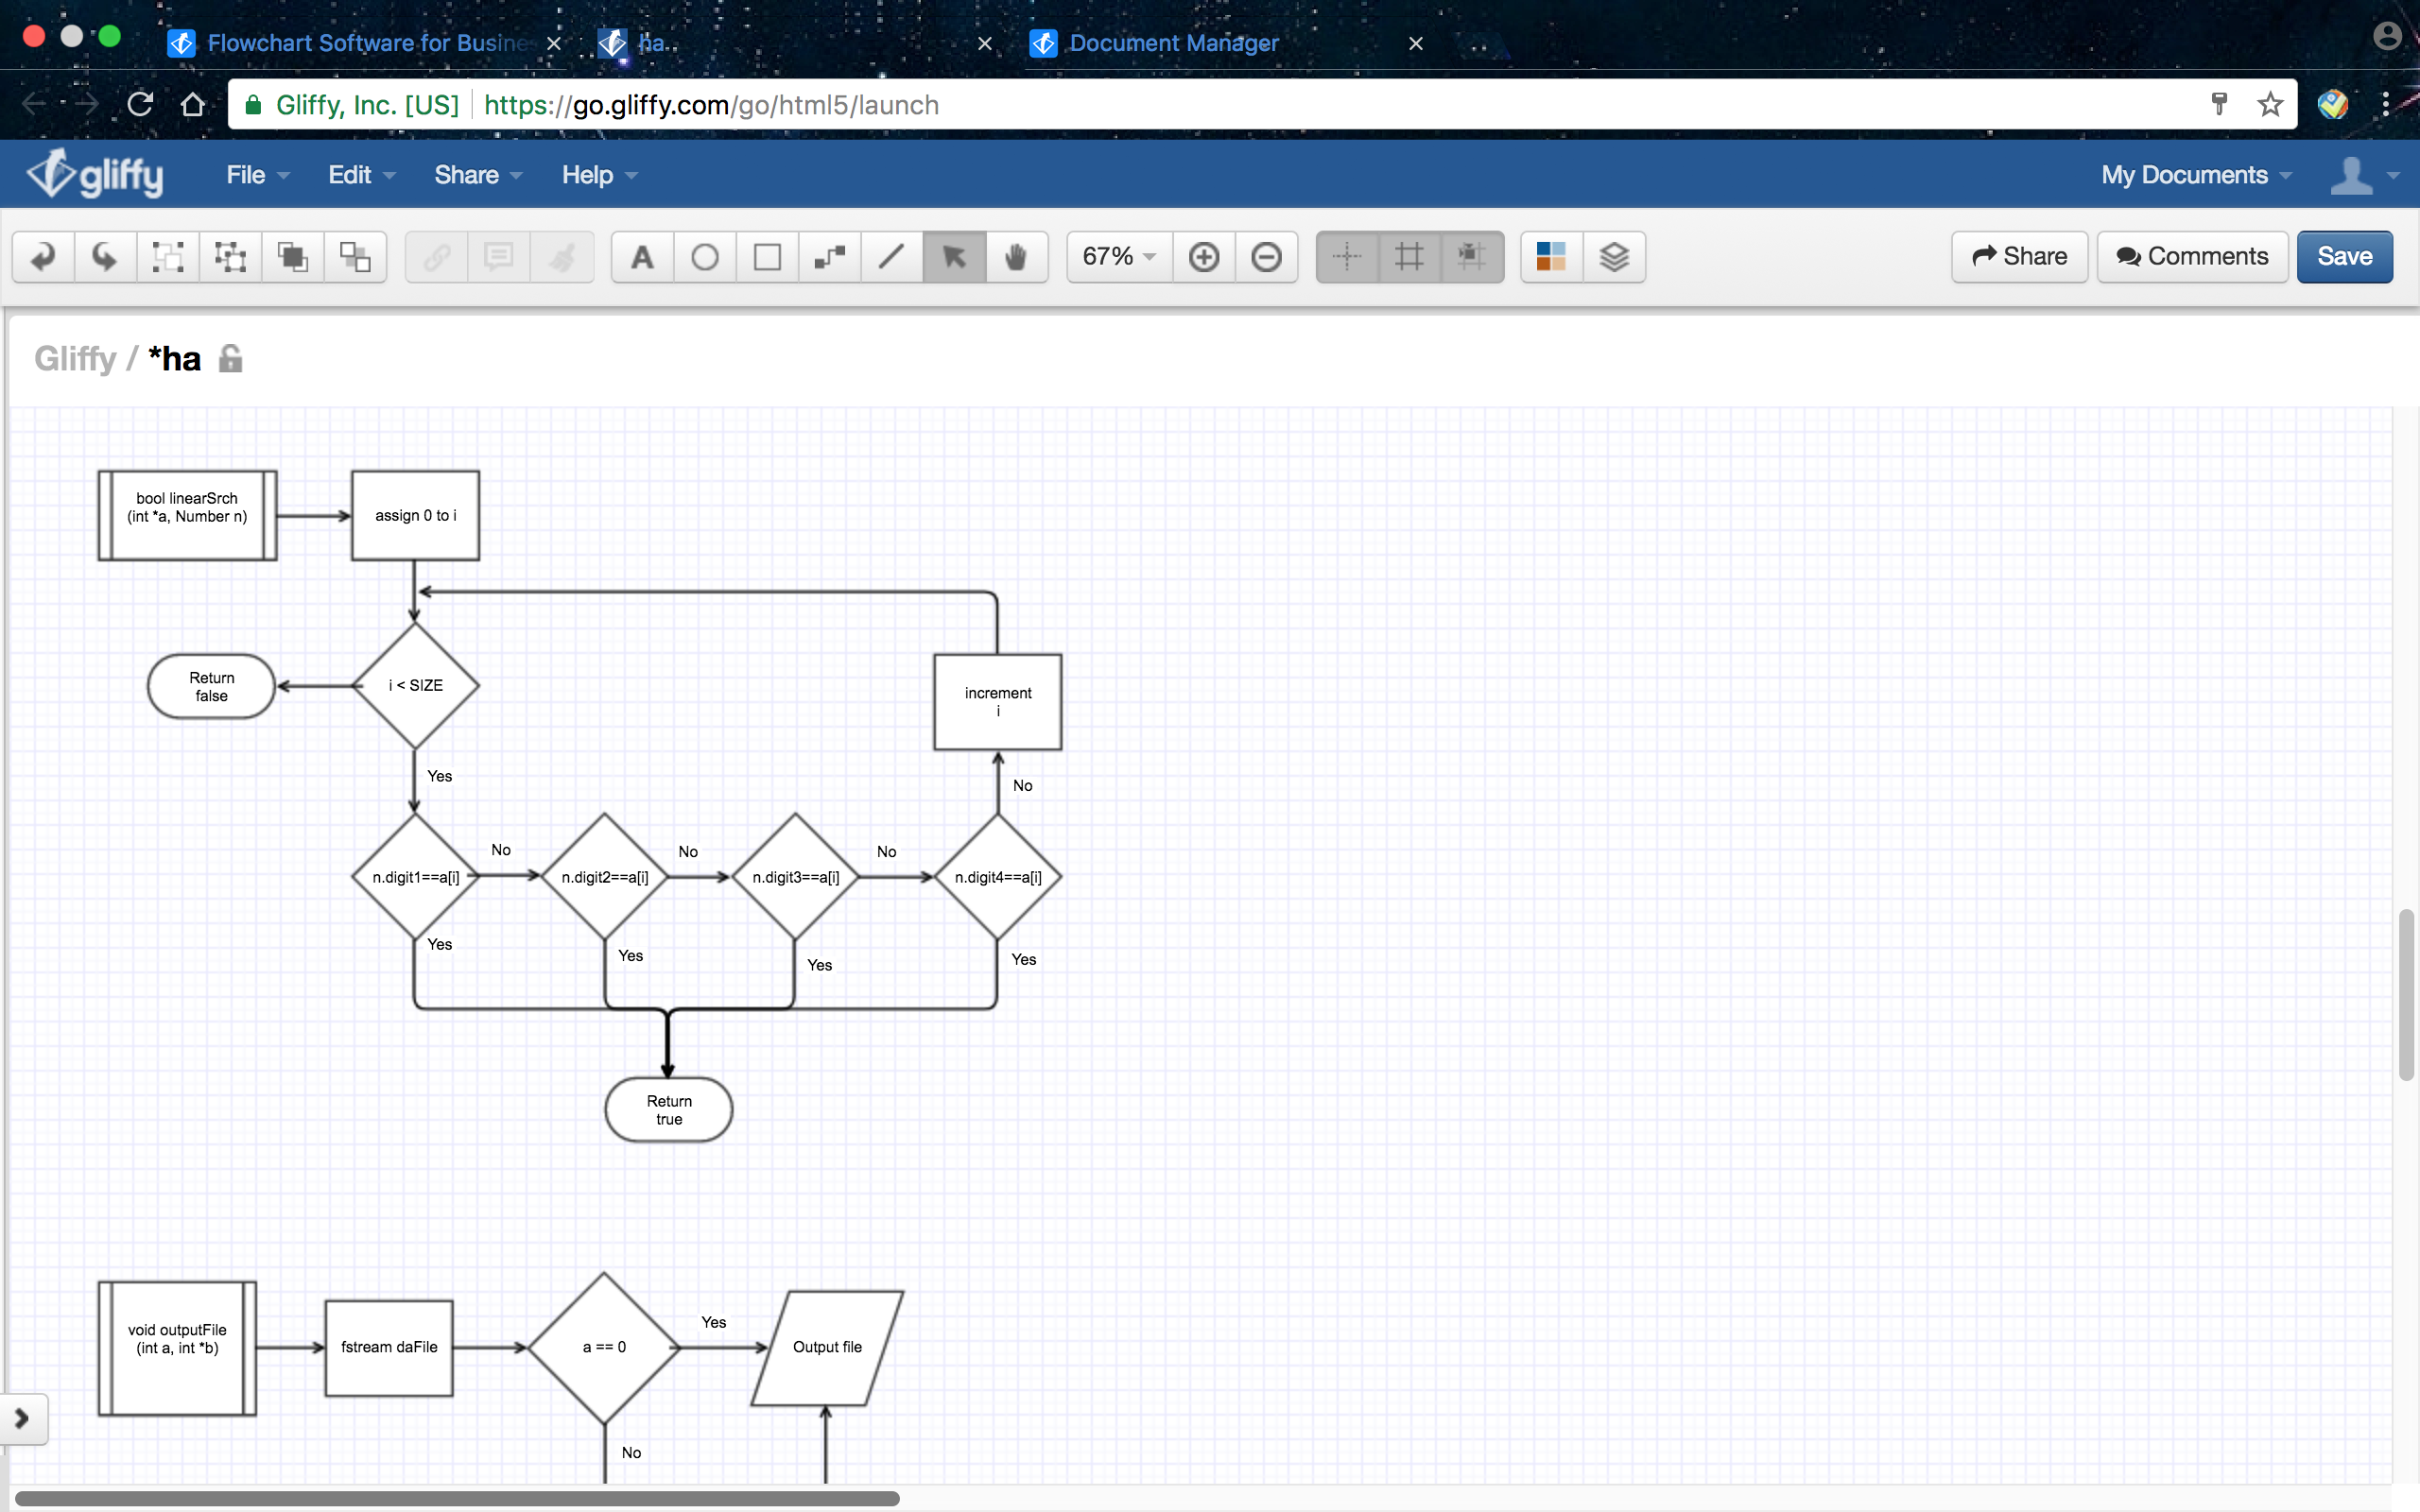 Flowchart Software for Busine
ha..
Document Manager
Gliffy, Inc. [US]
https://go.gliffy.com/go/html5/launch
gliffy
File
Edit
Share
Help
My Documents
A
67%
Share
Comments
Save
Gliffy / *ha
bool linearSrch
(int *a, Number n)
assign 0 to i
Return
false
i < SIZE
increment
i
Yes
No
n.digit1==a[i]
No
n.digit2==a[i]
No
n.digit3==a[i]
No
n.digit4==a[i]
Yes
Yes
Yes
Yes
Return
true
void outputFile
(int a, int *b)
fstream daFile
a == 0
Yes
Output file
No